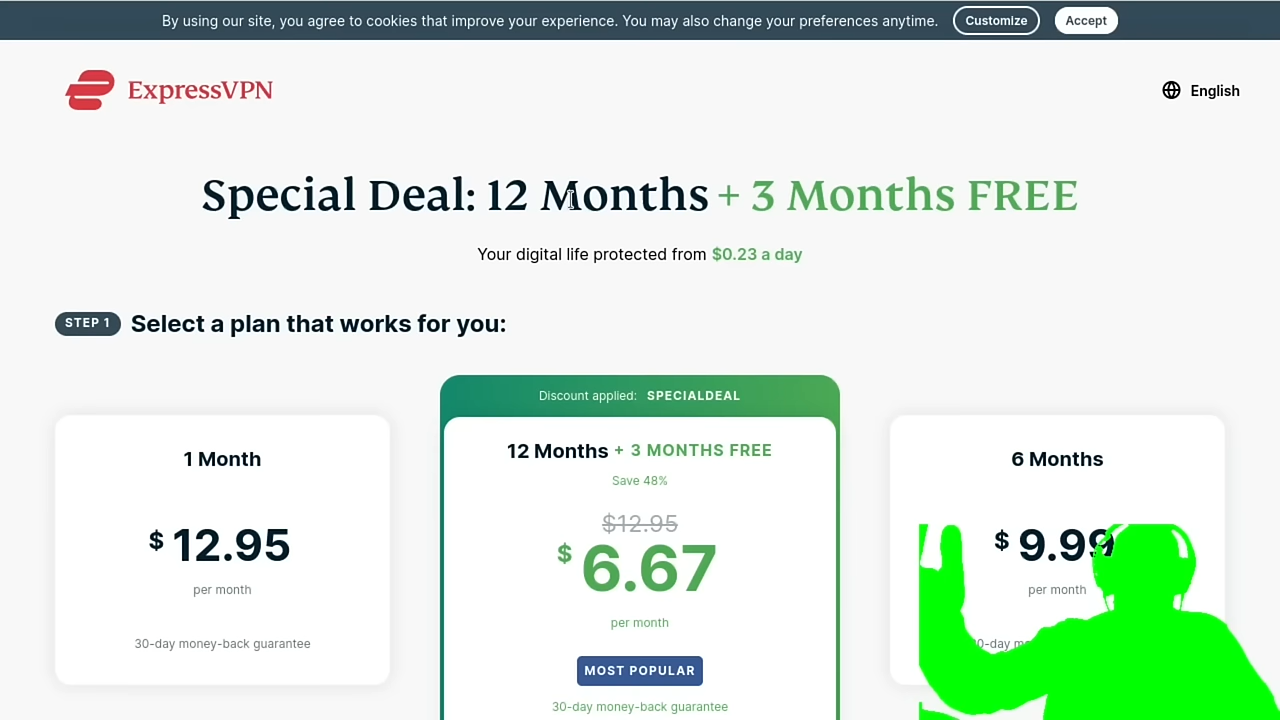 By using our site, you agree to cookies that improve your experience. You may also change your preferences anytime.
Customize
Accept
ExpressVPN
English
Special Deal: 12 Months + 3 Months FREE
Your digital life protected from $0.23 a day
STEP 1
Select a plan that works for you:
1 Month
$ 12.95
per month
30-day money-back guarantee
Discount applied: SPECIALDEAL
12 Months + 3 MONTHS FREE
Save 48%
$12.95
$ 6.67
per month
MOST POPULAR
30-day money-back guarantee
6 Months
$ 9.99
per month